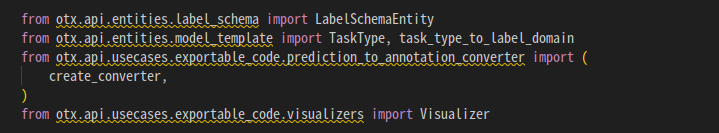 from otx.api.entities.label_schema import LabelSchemaEntity
from otx.api.entities.model_template import TaskType, task_type_to_label_domain
from otx.api.usecases.exportable_code.prediction_to_annotation_converter import (
    create_converter,
)
from otx.api.usecases.exportable_code.visualizers import Visualizer